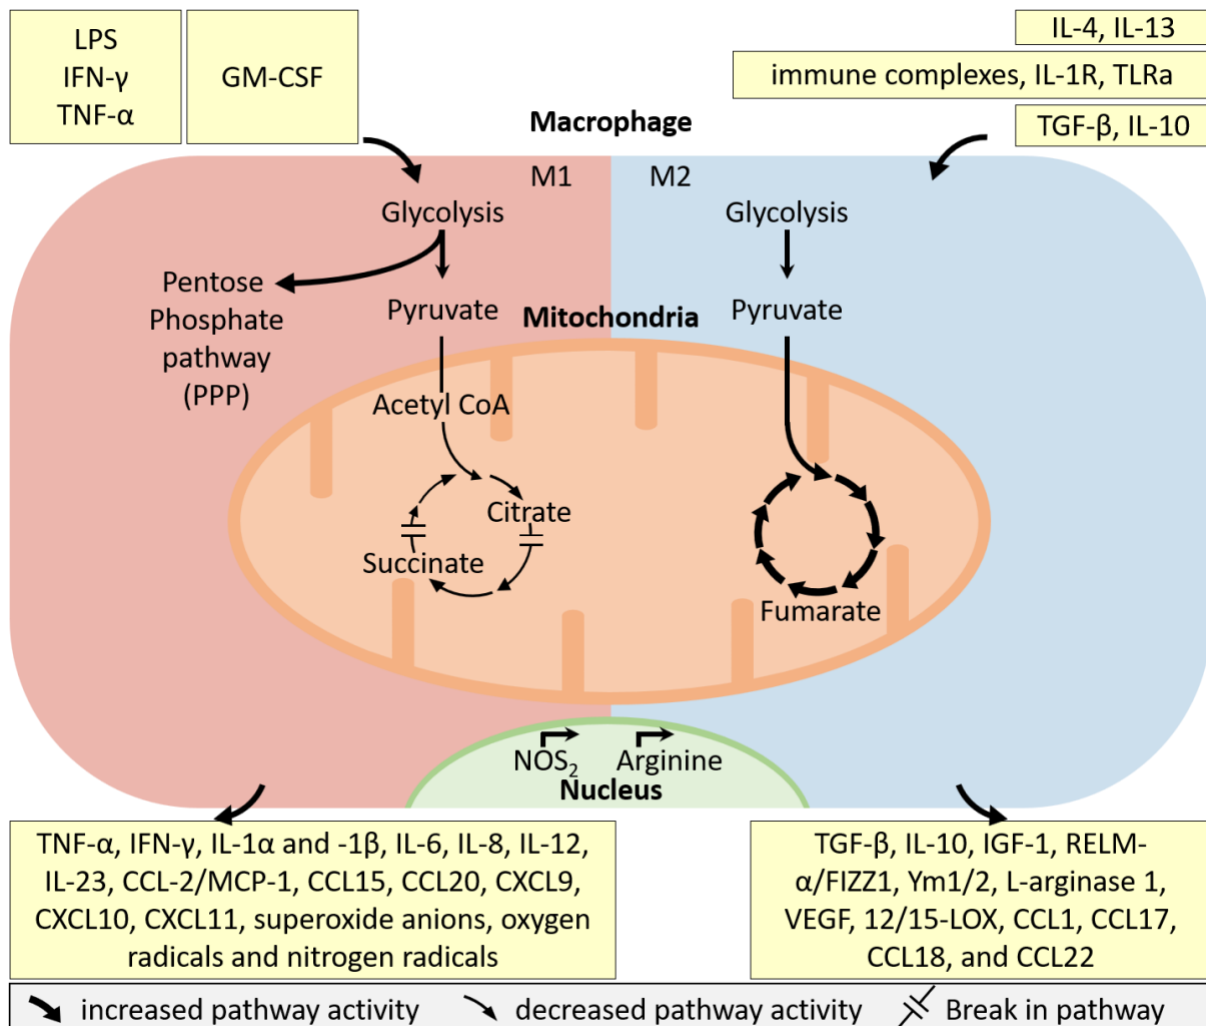 LPS
IFN-γ
TNF-α
GM-CSF
IL-4, IL-13
immune complexes, IL-1R, TLRa
TGF-β, IL-10
Macrophage
M1
M2
Glycolysis
Glycolysis
Pentose
Phosphate
pathway
(PPP)
Pyruvate
Mitochondria
Pyruvate
Acetyl CoA
Citrate
Succinate
Fumarate
NOS₂
Arginine
Nucleus
TNF-α, IFN-γ, IL-1α and -1β, IL-6, IL-8, IL-12,
IL-23, CCL-2/MCP-1, CCL15, CCL20, CXCL9,
CXCL10, CXCL11, superoxide anions, oxygen
radicals and nitrogen radicals
TGF-β, IL-10, IGF-1, RELM-
α/FIZZ1, Ym1/2, L-arginase 1,
VEGF, 12/15-LOX, CCL1, CCL17,
CCL18, and CCL22
increased pathway activity
decreased pathway activity
Break in pathway